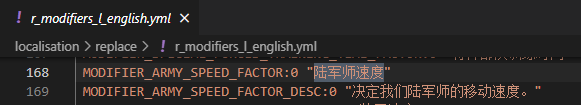 r_modifiers_l_english.yml ×
localisation > replace > r_modifiers_l_english.yml
168 MODIFIER_ARMY_SPEED_FACTOR:0 "陆军师速度"
169 MODIFIER_ARMY_SPEED_FACTOR_DESC:0 "决定我们陆军师的移动速度。"